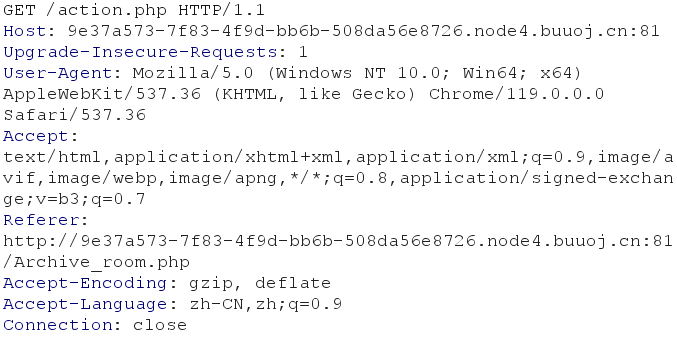 GET /action.php HTTP/1.1
Host: 9e37a573-7f83-4f9d-bb6b-508da56e8726.node4.buuoj.cn:81
Upgrade-Insecure-Requests: 1
User-Agent: Mozilla/5.0 (Windows NT 10.0; Win64; x64)
AppleWebKit/537.36 (KHTML, like Gecko) Chrome/119.0.0.0
Safari/537.36
Accept:
text/html,application/xhtml+xml,application/xml;q=0.9,image/a
vif,image/webp,image/apng,*/*;q=0.8,application/signed-exchan
ge;v=b3;q=0.7
Referer:
http://9e37a573-7f83-4f9d-bb6b-508da56e8726.node4.buuoj.cn:81
/Archive_room.php
Accept-Encoding: gzip, deflate
Accept-Language: zh-CN,zh;q=0.9
Connection: close